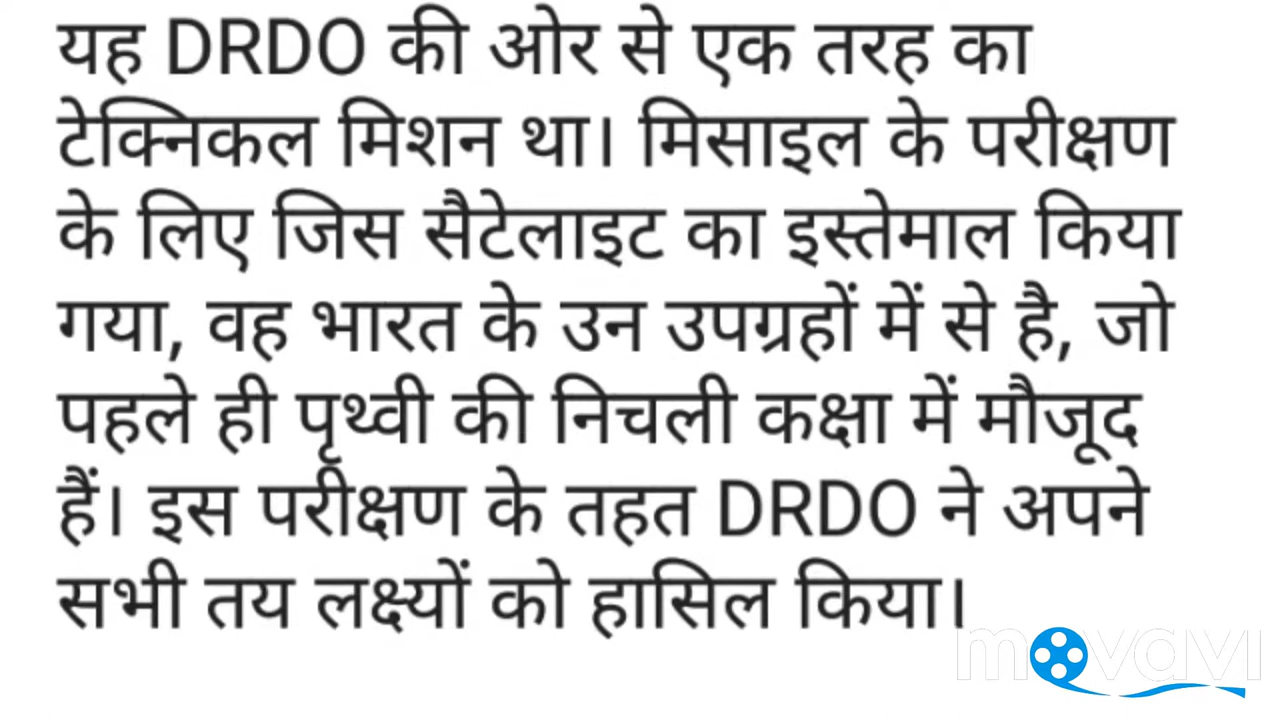 यह DRDO की ओर से एक तरह का
टेक्निकल मिशन था। मिसाइल के परीक्षण
के लिए जिस सैटेलाइट का इस्तेमाल किया
गया, वह भारत के उन उपग्रहों में से है, जो
पहले ही पृथ्वी की निचली कक्षा में मौजूद
हैं। इस परीक्षण के तहत DRDO ने अपने
सभी तय लक्ष्यों को हासिल किया।
movavi